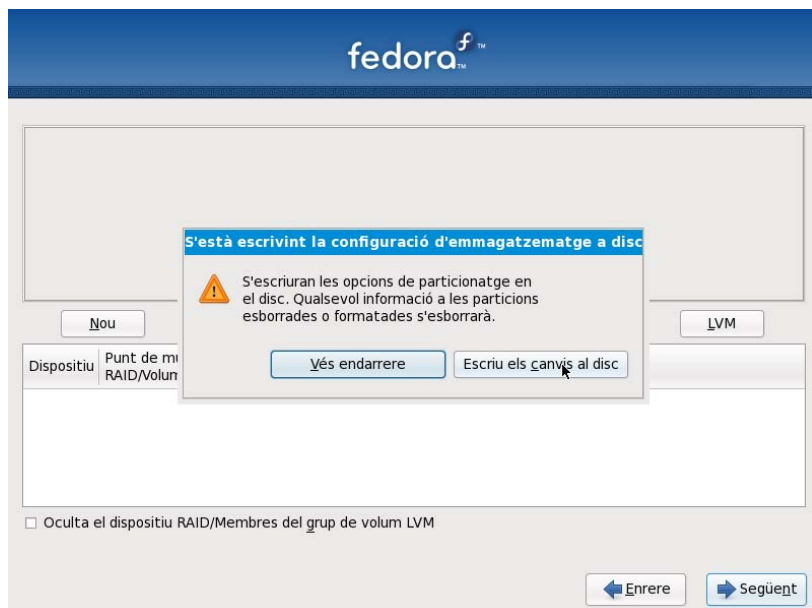 fedora™
S'està escrivint la configuració d'emmagatzematge a disc
S'escriuran les opcions de particionatge en
el disc. Qualsevol informació a les particions
esborrades o formatades s'esborrarà.
Vés endarrere
Escriu els canvis al disc
Nou
LVM
Dispositiu
Punt de
RAID/Volum
Oculta el dispositiu RAID/Membres del grup de volum LVM
Enrere
Següent